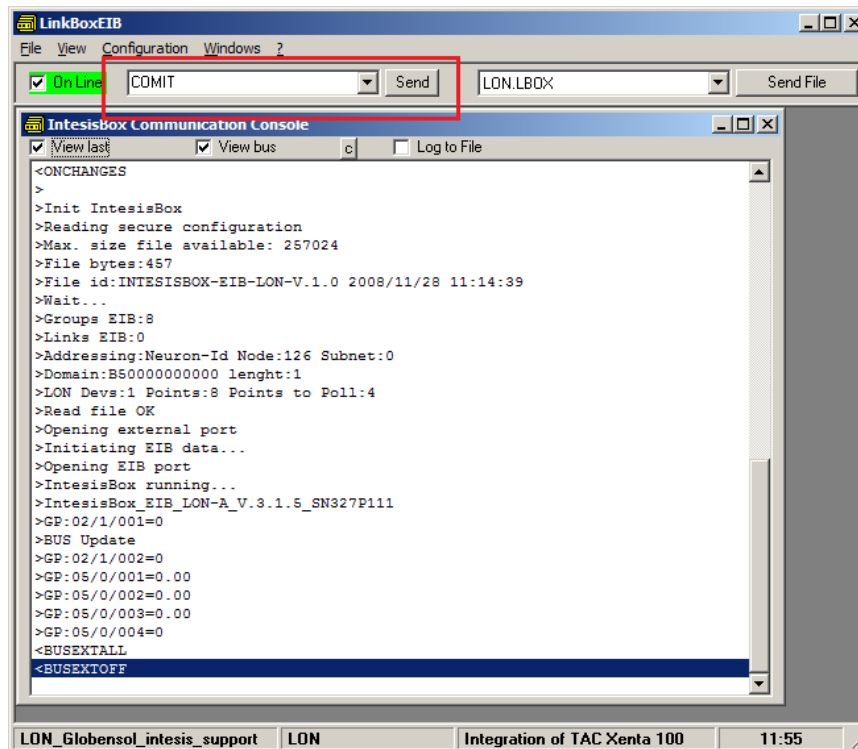 LinkBoxEIB
File View Configuration Windows ?
On Line COMIT Send LON.LBOX Send File
IntesisBox Communication Console
View last View bus c Log to File
<ONCHANGES
>
>Init IntesisBox
>Reading secure configuration
>Max. size file available: 257024
>File bytes:457
>File id:INTESISBOX-EIB-LON-V.1.0 2008/11/28 11:14:39
>Wait...
>Groups EIB:8
>Links EIB:0
>Addressing:Neuron-Id Node:126 Subnet:0
>Domain:B50000000000 lenght:1
>LON Devs:1 Points:8 Points to Poll:4
>Read file OK
>Opening external port
>Initiating EIB data...
>Opening EIB port
>IntesisBox running...
>IntesisBox_EIB_LON-A_V.3.1.5_SN327P111
>GP:02/1/001=0
>BUS Update
>GP:02/1/002=0
>GP:05/0/001=0.00
>GP:05/0/002=0.00
>GP:05/0/003=0.00
>GP:05/0/004=0
<BUSEXTALL
<BUSEXTOFF
LON_Globensol_intesis_support LON Integration of TAC Xenta 100 11:55